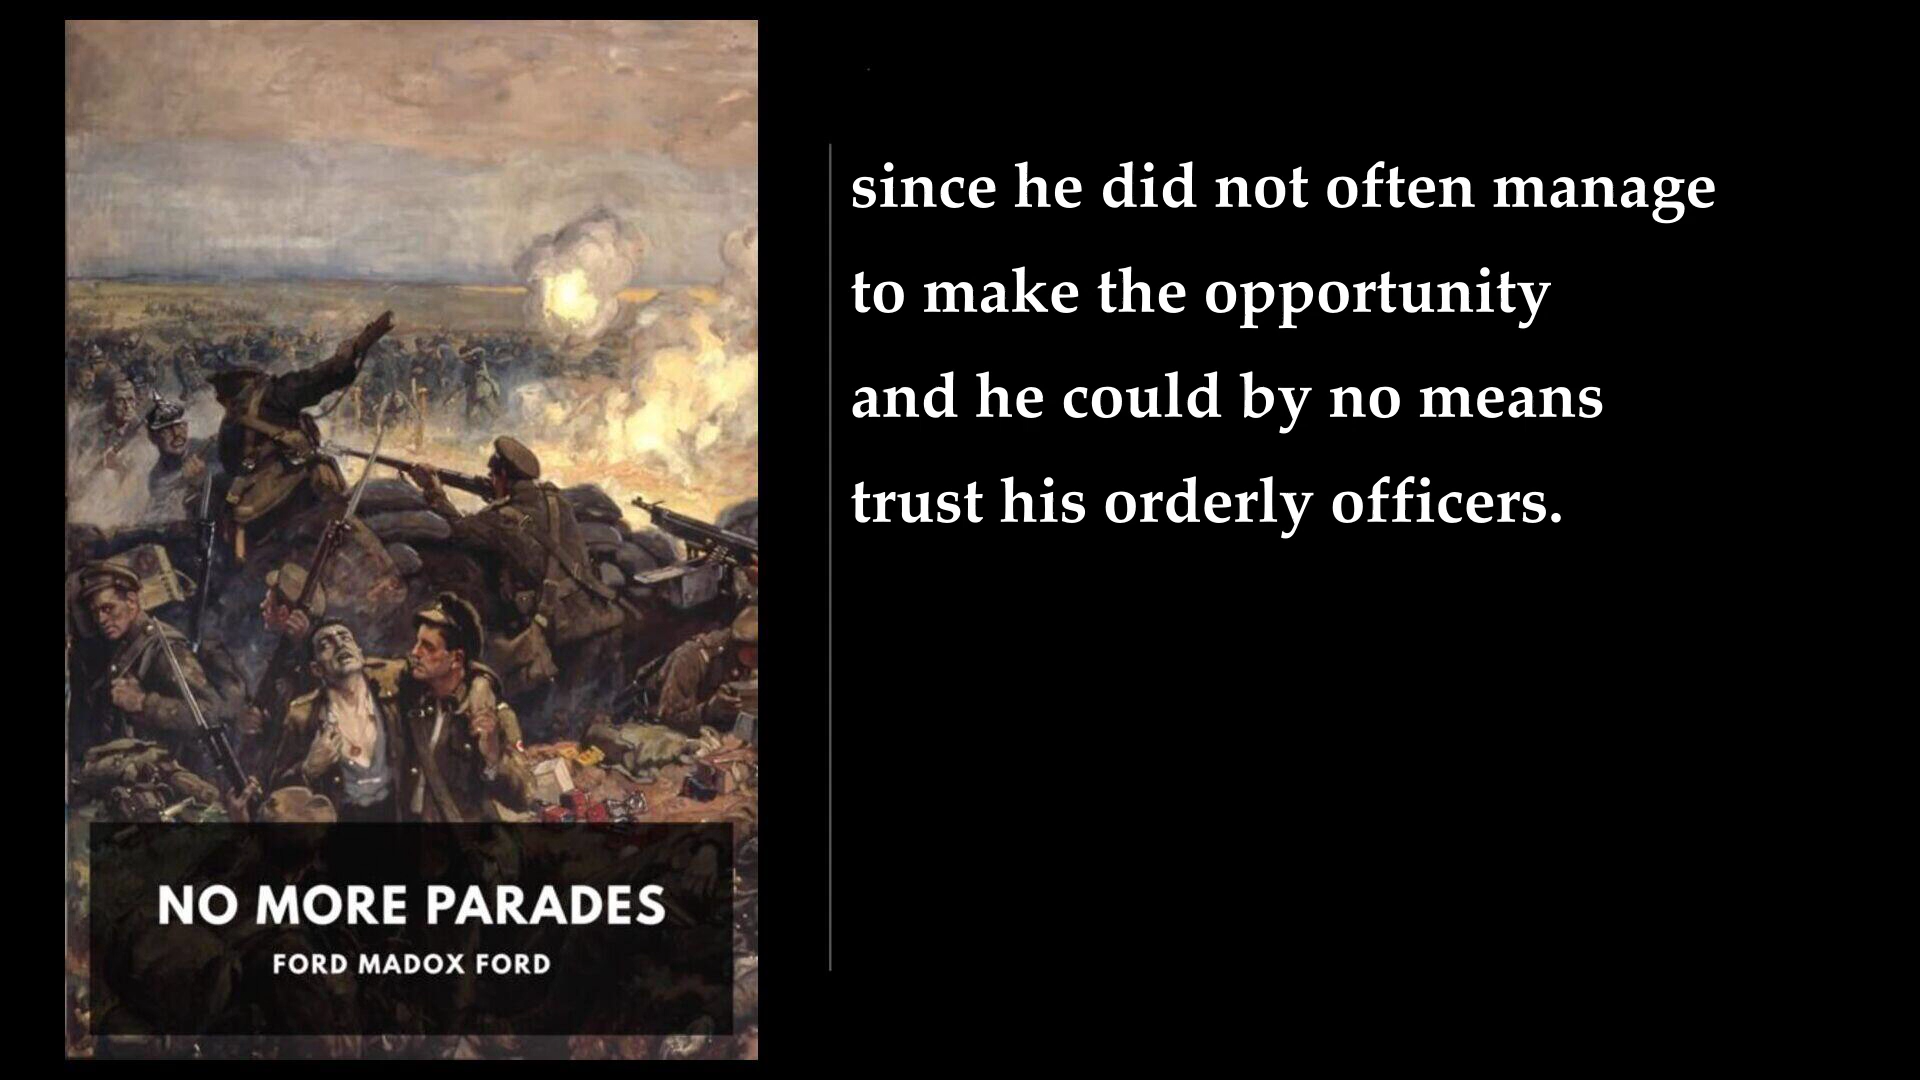 NO MORE PARADES
FORD MADOX FORD
since he did not often manage
to make the opportunity
and he could by no means
trust his orderly officers.